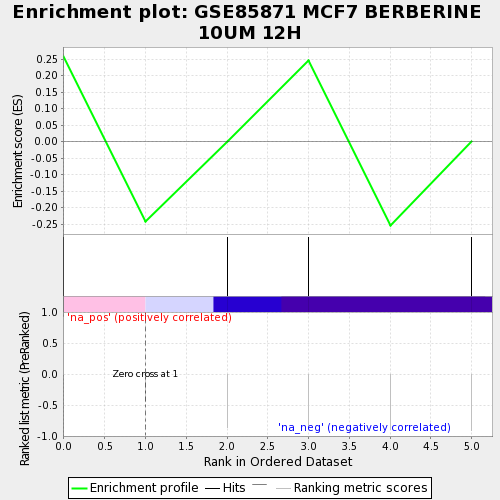 Enrichment plot: GSE85871 MCF7 BERBERINE
10UM 12H
Enrichment score (ES)
0.25
0.20
0.15
0.10
0.05
0.00
-0.05
-0.10
-0.15
-0.20
-0.25
Ranked list metric (PreRanked)
1.0
0.5
0.0
-0.5
-1.0
'na_pos' (positively correlated)
Zero cross at 1
'na_neg' (negatively correlated)
0.0 0.5 1.0 1.5 2.0 2.5 3.0 3.5 4.0 4.5 5.0
Rank in Ordered Dataset
Enrichment profile Hits Ranking metric scores